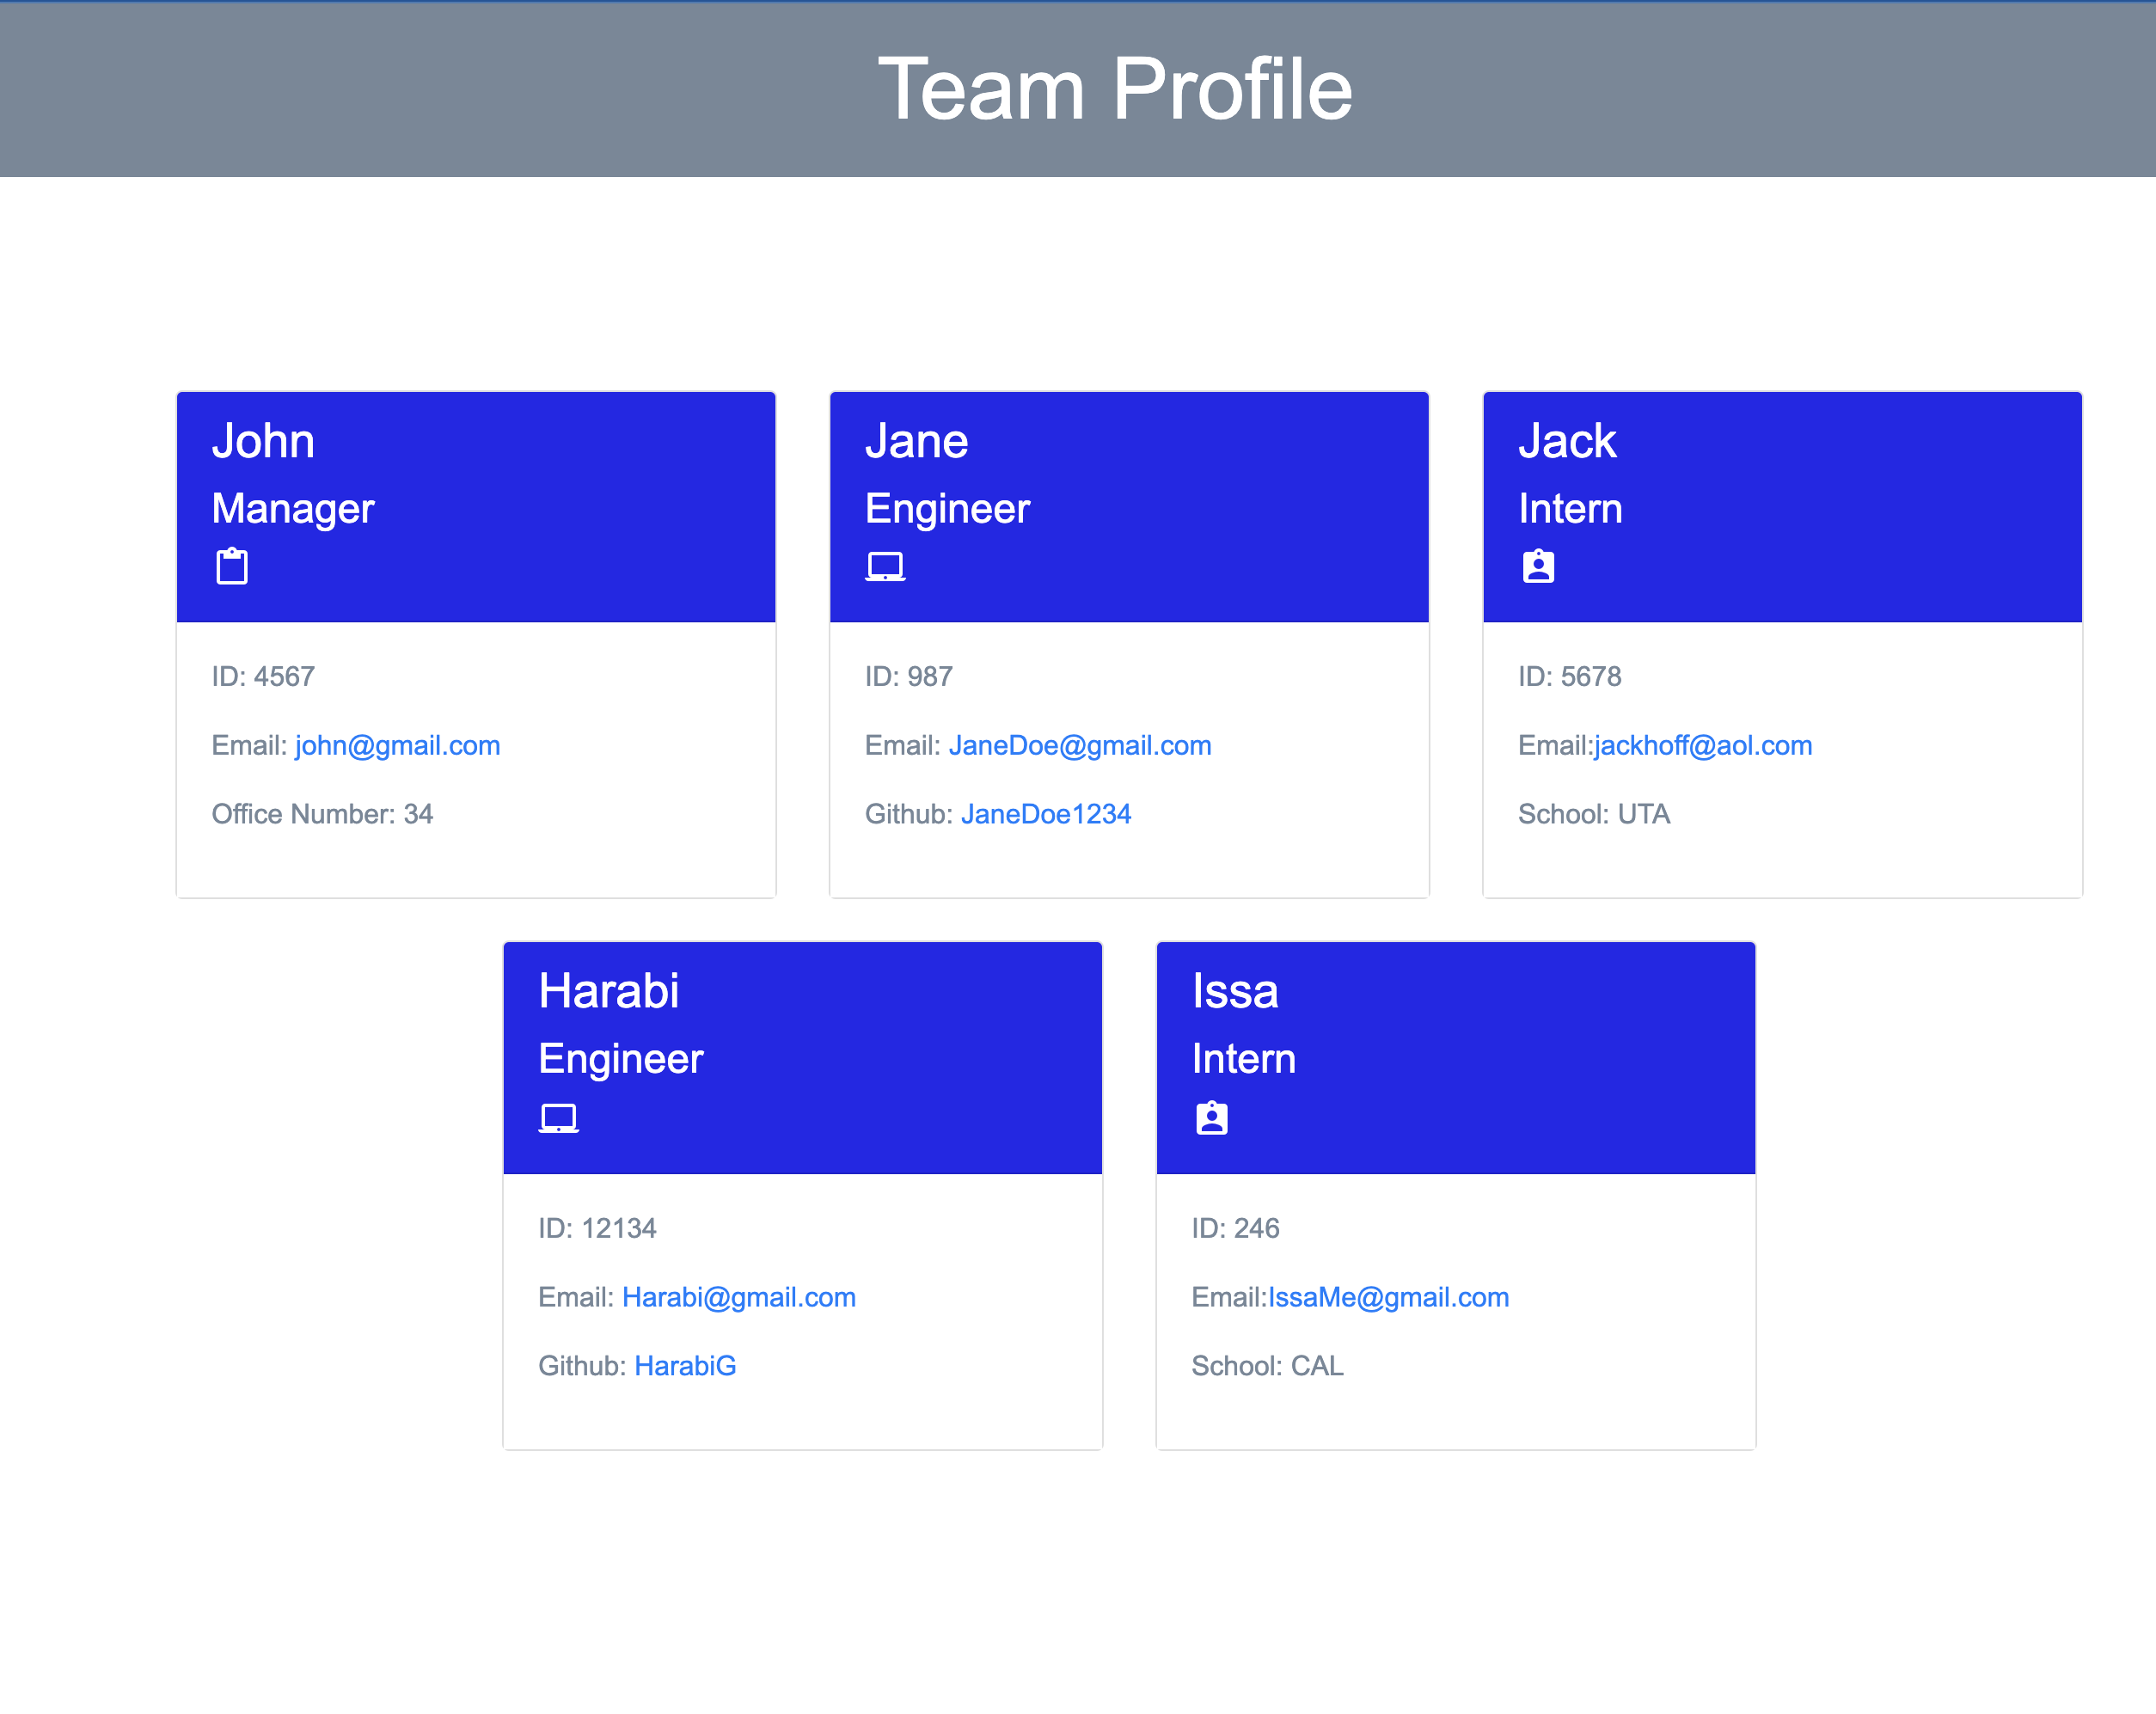 Team Profile
John
Manager
ID: 4567
Email: john@gmail.com
Office Number: 34
Jane
Engineer
ID: 987
Email: JaneDoe@gmail.com
Github: JaneDoe1234
Jack
Intern
ID: 5678
Email:jackhoff@aol.com
School: UTA
Harabi
Engineer
ID: 12134
Email: Harabi@gmail.com
Github: HarabiG
Issa
Intern
ID: 246
Email:IssaMe@gmail.com
School: CAL